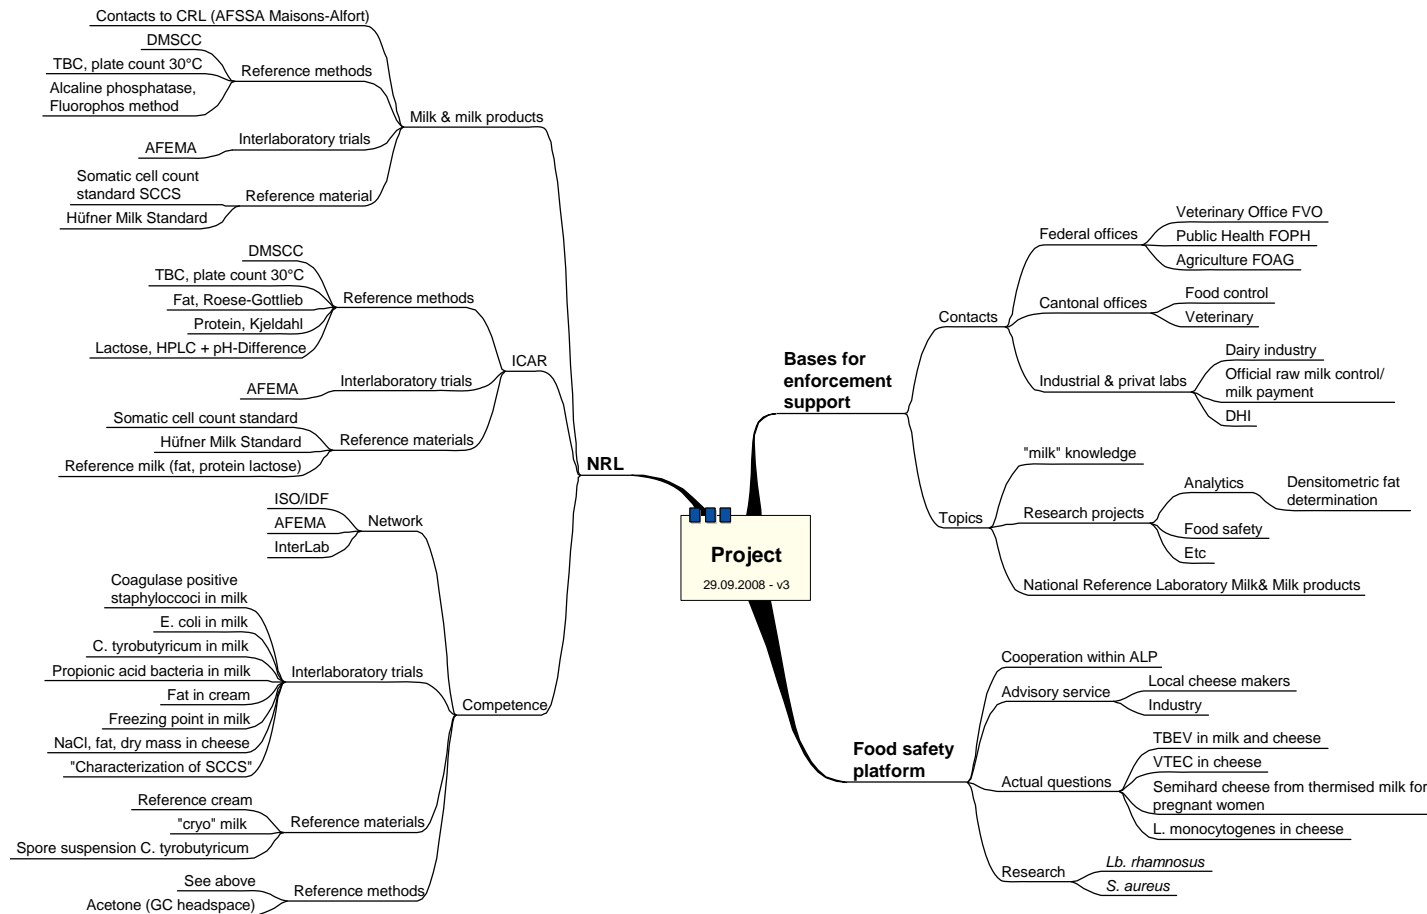 Contacts to CRL (AFSSA Maisons-Alfort)
DMSCC
TBC, plate count 30°C
Alcaline phosphatase,
Fluorophos method
Reference methods
AFEMA
Interlaboratory trials
Somatic cell count
standard SCCS
Hüfner Milk Standard
Reference material
Milk & milk products
DMSCC
TBC, plate count 30°C
Fat, Roese-Gottlieb
Protein, Kjeldahl
Lactose, HPLC + pH-Difference
Reference methods
AFEMA
Interlaboratory trials
Somatic cell count standard
Hüfner Milk Standard
Reference milk (fat, protein lactose)
Reference materials
ICAR
ISO/IDF
AFEMA
InterLab
Network
Coagulase positive
staphyloccoci in milk
E. coli in milk
C. tyrobutyricum in milk
Propionic acid bacteria in milk
Fat in cream
Freezing point in milk
NaCl, fat, dry mass in cheese
"Characterization of SCCS"
Interlaboratory trials
Reference cream
"cryo" milk
Spore suspension C. tyrobutyricum
Reference materials
See above
Acetone (GC headspace)
Reference methods
Competence
NRL
Project
29.09.2008 - v3
Bases for
enforcement
support
Contacts
Federal offices
Veterinary Office FVO
Public Health FOPH
Agriculture FOAG
Cantonal offices
Food control
Veterinary
Industrial & privat labs
Dairy industry
Official raw milk control/
milk payment
DHI
Topics
"milk" knowledge
Research projects
Analytics
Densitometric fat
determination
Food safety
Etc
National Reference Laboratory Milk& Milk products
Food safety
platform
Cooperation within ALP
Advisory service
Local cheese makers
Industry
Actual questions
TBEV in milk and cheese
VTEC in cheese
Semihard cheese from thermised milk for
pregnant women
L. monocytogenes in cheese
Research
Lb. rhamnosus
S. aureus